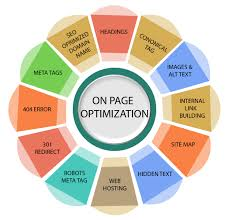 ON PAGE
OPTIMIZATION
HEADINGS
CONONICAL
TAG
IMAGES &
ALT TEXT
INTERNAL
LINK
BUILDING
SITE MAP
HIDDEN TEXT
WEB
HOSTING
ROBOTS
META TAG
301
REDIRECT
404 ERROR
META TAGS
SEO
OPTIMIZED
DOMAIN
NAME